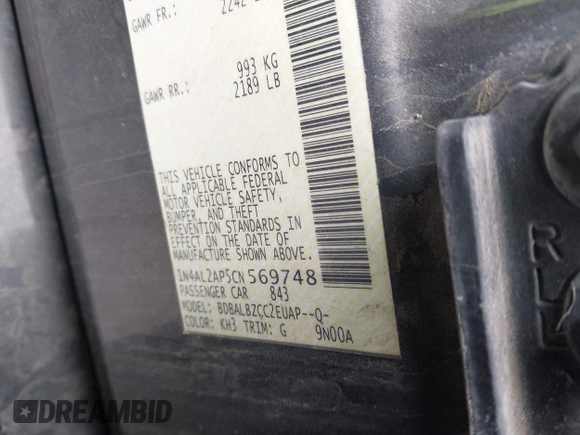 GAWR FR.: 2242
993 KG
GAWR RR.: 2189 LB
THIS VEHICLE CONFORMS TO
ALL APPLICABLE FEDERAL
MOTOR VEHICLE SAFETY,
BUMPER, AND THEFT
PREVENTION STANDARDS IN
EFFECT ON THE DATE OF
MANUFACTURE SHOWN ABOVE.
1N4AL2AP5CN569748
PASSENGER CAR 843
MODEL: BDBALBZCC2EUAP--Q-
COLOR: KH3 TRIM: G 9N00A
DREAMBID